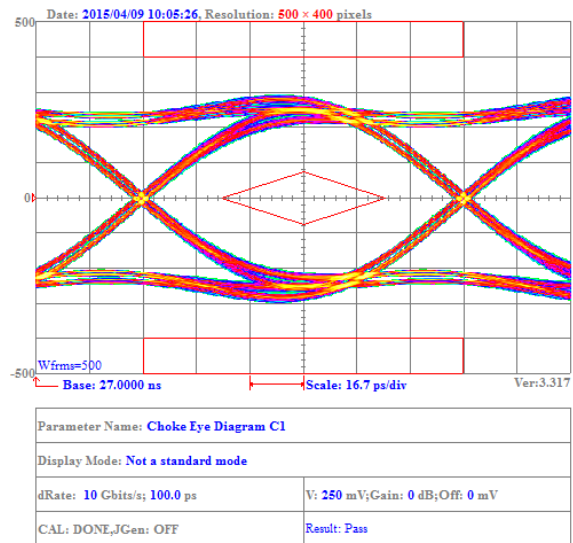 Date: 2015/04/09 10:05:26, Resolution: 500 × 400 pixels
500
0
Wfrms=500
-500
Base: 27.0000 ns
Scale: 16.7 ps/div
Ver:3.317
Parameter Name: Choke Eye Diagram C1
Display Mode: Not a standard mode
dRate: 10 Gbits/s; 100.0 ps
V: 250 mV;Gain: 0 dB;Off: 0 mV
CAL: DONE,JGen: OFF
Result: Pass